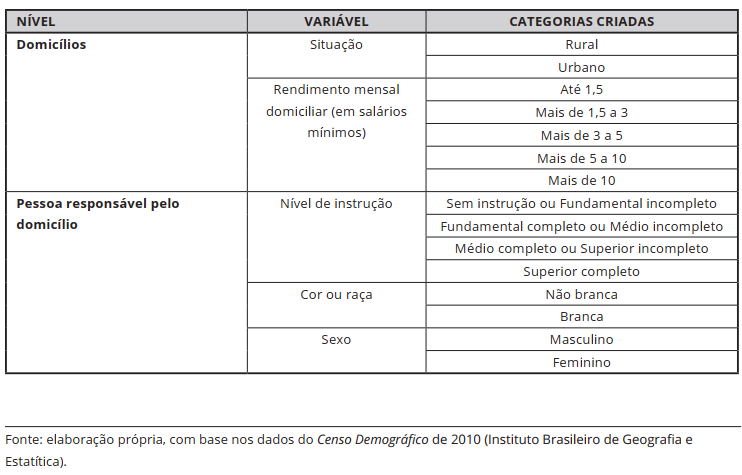 NÍVEL VARIÁVEL CATEGORIAS CRIADAS
Domicílios Situação Rural
Urbano
Rendimento mensal Até 1,5
domiciliar (em salários Mais de 1,5 a 3
mínimos) Mais de 3 a 5
Mais de 5 a 10
Mais de 10
Pessoa responsável pelo Nível de instrução Sem instrução ou Fundamental incompleto
domicílio Fundamental completo ou Médio incompleto
Médio completo ou Superior incompleto
Superior completo
Cor ou raça Não branca
Branca
Sexo Masculino
Feminino
Fonte: elaboração própria, com base nos dados do Censo Demográfico de 2010 (Instituto Brasileiro de Geografia e
Estatítica).